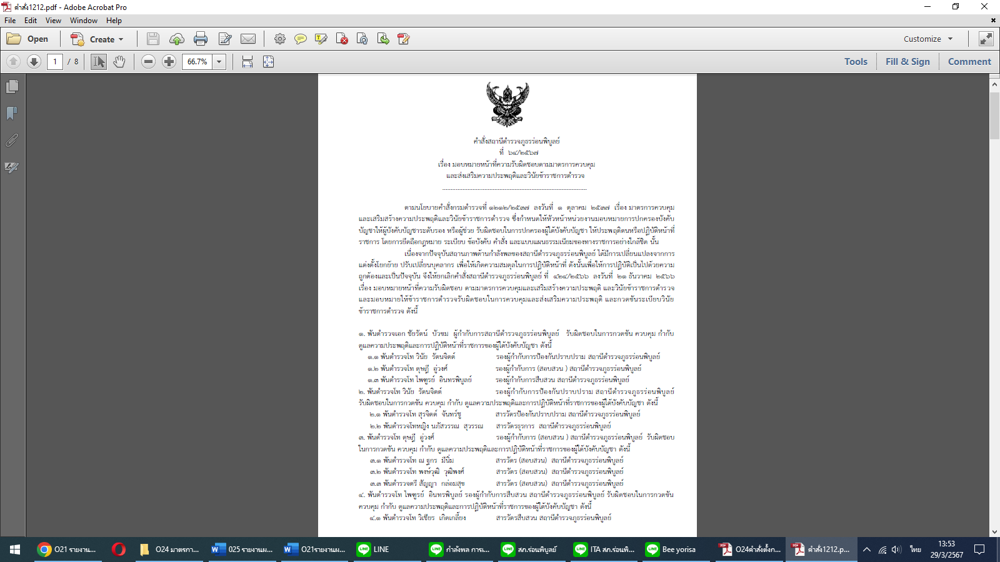 คำสั่ง1212.pdf - Adobe Acrobat Pro
File Edit View Window Help
Open Create Customize
1 / 8 66.7% Tools Fill & Sign Comment
คำสั่งสถานีตำรวจภูธรร่อนพิบูลย์
ที่ ๖๔/๒๕๖๗
เรื่อง มอบหมายหน้าที่ความรับผิดชอบตามมาตรการควบคุม
และส่งเสริมความประพฤติและวินัยข้าราชการตำรวจ
ตามนโยบายคำสั่งกรมตำรวจที่ ๑๒๑๒/๒๕๓๗ ลงวันที่ ๑ ตุลาคม ๒๕๓๗ เรื่อง มาตรการควบคุม
และเสริมสร้างความประพฤติและวินัยข้าราชการตำรวจ ซึ่งกำหนดให้หัวหน้าหน่วยงานมอบหมายการปกครองบังคับ
บัญชาให้ผู้บังคับบัญชาระดับรอง หรือผู้ช่วย รับผิดชอบในการปกครองผู้ใต้บังคับบัญชา ให้ประพฤติตนหรือปฏิบัติหน้าที่
ราชการ โดยการยึดถือกฎหมาย ระเบียบ ข้อบังคับ คำสั่ง และแบบแผนธรรมเนียมของทางราชการอย่างใกล้ชิด นั้น
เนื่องจากปัจจุบันสถานภาพด้านกำลังพลของสถานีตำรวจภูธรร่อนพิบูลย์ ได้มีการเปลี่ยนแปลงจากการ
แต่งตั้งโยกย้าย ปรับเปลี่ยนบุคลากร เพื่อให้เกิดความสมดุลในการปฏิบัติหน้าที่ ดังนั้นเพื่อให้การปฏิบัติเป็นไปด้วยความ
ถูกต้องและเป็นปัจจุบัน จึงให้ยกเลิกคำสั่งสถานีตำรวจภูธรร่อนพิบูลย์ ที่ ๔๒๔/๒๕๖๖ ลงวันที่ ๒๑ ธันวาคม ๒๕๖๖
เรื่อง มอบหมายหน้าที่ความรับผิดชอบ ตามมาตรการควบคุมและเสริมสร้างความประพฤติ และวินัยข้าราชการตำรวจ
และมอบหมายให้ข้าราชการตำรวจรับผิดชอบในการควบคุมและส่งเสริมความประพฤติ และกวดขันระเบียบวินัย
ข้าราชการตำรวจ ดังนี้
๑. พันตำรวจเอก ชัยรัตน์ บัวขม ผู้กำกับการสถานีตำรวจภูธรร่อนพิบูลย์ รับผิดชอบในการกวดขัน ควบคุม กำกับ
ดูแลความประพฤติและการปฏิบัติหน้าที่ราชการของผู้ใต้บังคับบัญชา ดังนี้
๑.๑ พันตำรวจโท วินัย รัตนจิตต์ รองผู้กำกับการป้องกันปราบปราม สถานีตำรวจภูธรร่อนพิบูลย์
๑.๒ พันตำรวจโท ดุษฎี อู่วงศ์ รองผู้กำกับการ (สอบสวน ) สถานีตำรวจภูธรร่อนพิบูลย์
๑.๓ พันตำรวจโท ไพฑูรย์ อินทรพิบูลย์ รองผู้กำกับการสืบสวน สถานีตำรวจภูธรร่อนพิบูลย์
๒. พันตำรวจโท วินัย รัตนจิตต์ รองผู้กำกับการป้องกันปราบปราม สถานีตำรวจภูธรร่อนพิบูลย์
รับผิดชอบในการกวดขัน ควบคุม กำกับ ดูแลความประพฤติและการปฏิบัติหน้าที่ราชการของผู้ใต้บังคับบัญชา ดังนี้
๒.๑ พันตำรวจโท สุรจิตต์ จันทร์ชู สารวัตรป้องกันปราบปราม สถานีตำรวจภูธรร่อนพิบูลย์
๒.๒ พันตำรวจโทหญิง นภัสวรรณ สุวรรณ สารวัตรธุรการ สถานีตำรวจภูธรร่อนพิบูลย์
๓. พันตำรวจโท ดุษฎี อู่วงศ์ รองผู้กำกับการ (สอบสวน ) สถานีตำรวจภูธรร่อนพิบูลย์ รับผิดชอบ
ในการกวดขัน ควบคุม กำกับ ดูแลความประพฤติและการปฏิบัติหน้าที่ราชการของผู้ใต้บังคับบัญชา ดังนี้
๓.๑ พันตำรวจโท ณ ฐกร มีนิ่ม สารวัตร (สอบสวน) สถานีตำรวจภูธรร่อนพิบูลย์
๓.๒ พันตำรวจโท พงษ์วุฒิ วุฒิพงศ์ สารวัตร (สอบสวน) สถานีตำรวจภูธรร่อนพิบูลย์
๓.๓ พันตำรวจตรี สัญญา กล่อมสุข สารวัตร (สอบสวน) สถานีตำรวจภูธรร่อนพิบูลย์
๔. พันตำรวจโท ไพฑูรย์ อินทรพิบูลย์ รองผู้กำกับการสืบสวน สถานีตำรวจภูธรร่อนพิบูลย์ รับผิดชอบในการกวดขัน
ควบคุม กำกับ ดูแลความประพฤติและการปฏิบัติหน้าที่ราชการของผู้ใต้บังคับบัญชา ดังนี้
๔.๑ พันตำรวจโท วิเชียร เกิดเกลี้ยง สารวัตรสืบสวน สถานีตำรวจภูธรร่อนพิบูลย์
O21 รายงาน... O24 มาตรกา... 025 รายงานผ... O21รายงานผ... LINE กำลังพล การเ... สภ.ร่อนพิบูลย์ ITA สภ.ร่อนพิ... Bee yorisa O24คำสั่งตั้งก... คำสั่ง1212.p... ไทย 13:53
29/3/2567